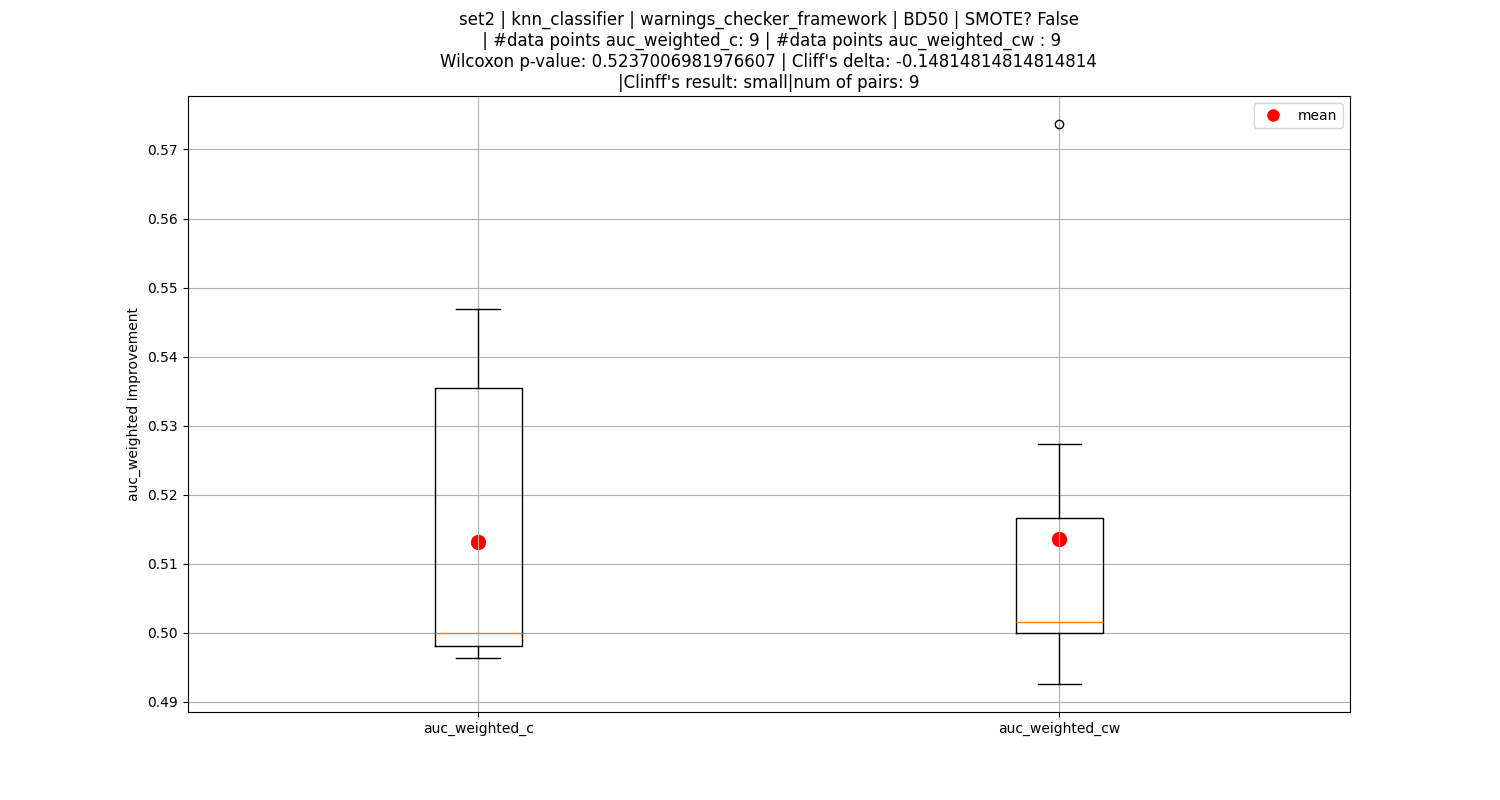 set2 | knn_classifier | warnings_checker_framework | BD50 | SMOTE? False
| #data points auc_weighted_c: 9 | #data points auc_weighted_cw : 9
Wilcoxon p-value: 0.5237006981976607 | Cliff's delta: -0.14814814814814814
|Clinff's result: small|num of pairs: 9
mean
0.57
0.56
0.55
0.54
0.53
0.52
0.51
0.50
0.49
auc_weighted Improvement
auc_weighted_c
auc_weighted_cw